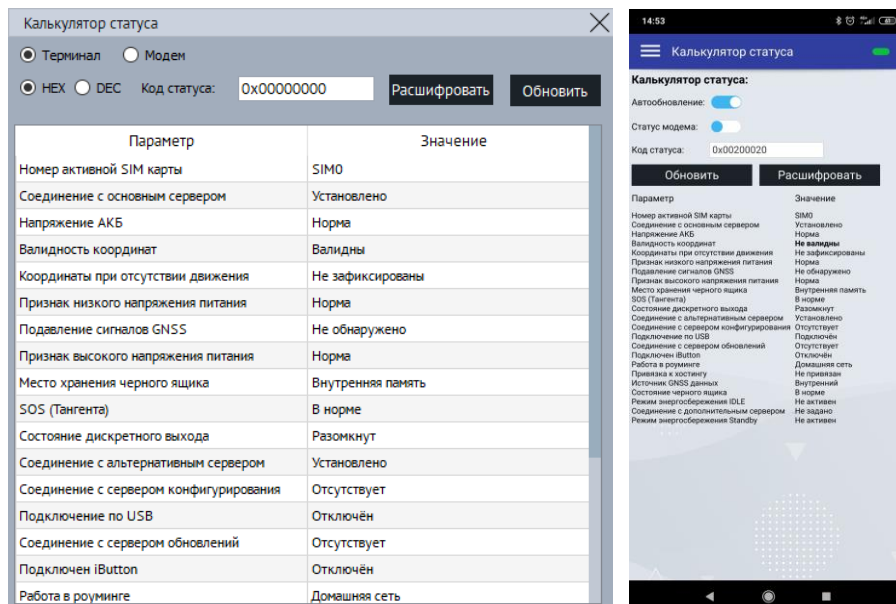 Калькулятор статуса
Терминал Модем
HEX DEC Код статуса: 0x00000000 Расшифровать Обновить
Параметр Значение
Номер активной SIM карты SIM0
Соединение с основным сервером Установлено
Напряжение АКБ Норма
Валидность координат Валидны
Координаты при отсутствии движения Не зафиксированы
Признак низкого напряжения питания Норма
Подавление сигналов GNSS Не обнаружено
Признак высокого напряжения питания Норма
Место хранения черного ящика Внутренняя память
SOS (Тангента) В норме
Состояние дискретного выхода Разомкнут
Соединение с альтернативным сервером Установлено
Соединение с сервером конфигурирования Отсутствует
Подключение по USB Отключён
Соединение с сервером обновлений Отсутствует
Подключен iButton Отключён
Работа в роуминге Домашняя сеть
14:53
Калькулятор статуса
Калькулятор статуса:
Автообновление:
Статус модема:
Код статуса: 0x00200020
Обновить Расшифровать
Параметр Значение
Номер активной SIM карты SIM0
Соединение с основным сервером Установлено
Напряжение АКБ Норма
Валидность координат Не валидны
Координаты при отсутствии движения Не зафиксированы
Признак низкого напряжения питания Норма
Подавление сигналов GNSS Не обнаружено
Признак высокого напряжения питания Норма
Место хранения черного ящика Внутренняя память
SOS (Тангента) В норме
Состояние дискретного выхода Разомкнут
Соединение с альтернативным сервером Установлено
Соединение с сервером конфигурирования Отсутствует
Подключение по USB Подключён
Соединение с сервером обновлений Отсутствует
Подключен iButton Отключён
Работа в роуминге Домашняя сеть
Привязка к хостингу Не привязан
Источник GNSS данных Внутренний
Состояние черного ящика В норме
Режим энергосбережения IDLE Не активен
Соединение с дополнительным сервером Не задано
Режим энергосбережения Standby Не активен